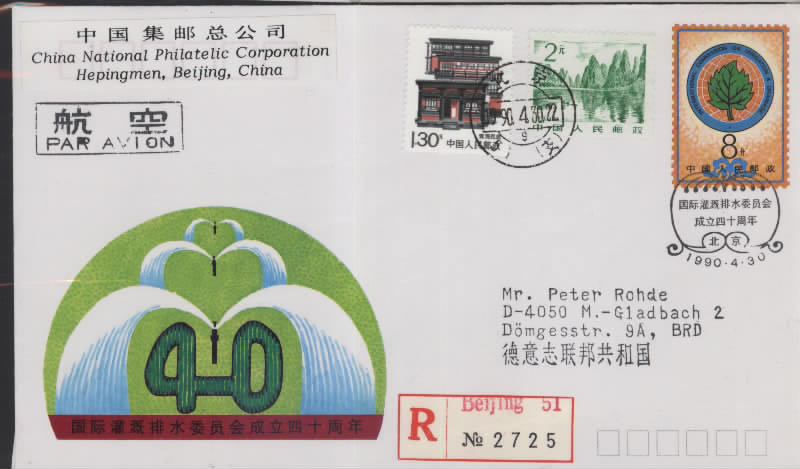 中国集邮总公司
China National Philatelic Corporation
Hepingmen, Beijing, China
航 空
PAR AVION
1.30元
中国人民邮政
2元
中国人民邮政
北京
1990.4.30.22
9
8分
中国人民邮政
国际灌溉排水委员会
成立四十周年
北 京
1990·4·30
Mr. Peter Rohde
D-4050 M.-Gladbach 2
Dömgesstr. 9A, BRD
德意志联邦共和国
40
国际灌溉排水委员会成立四十周年
R
Beijing 51
№ 2725